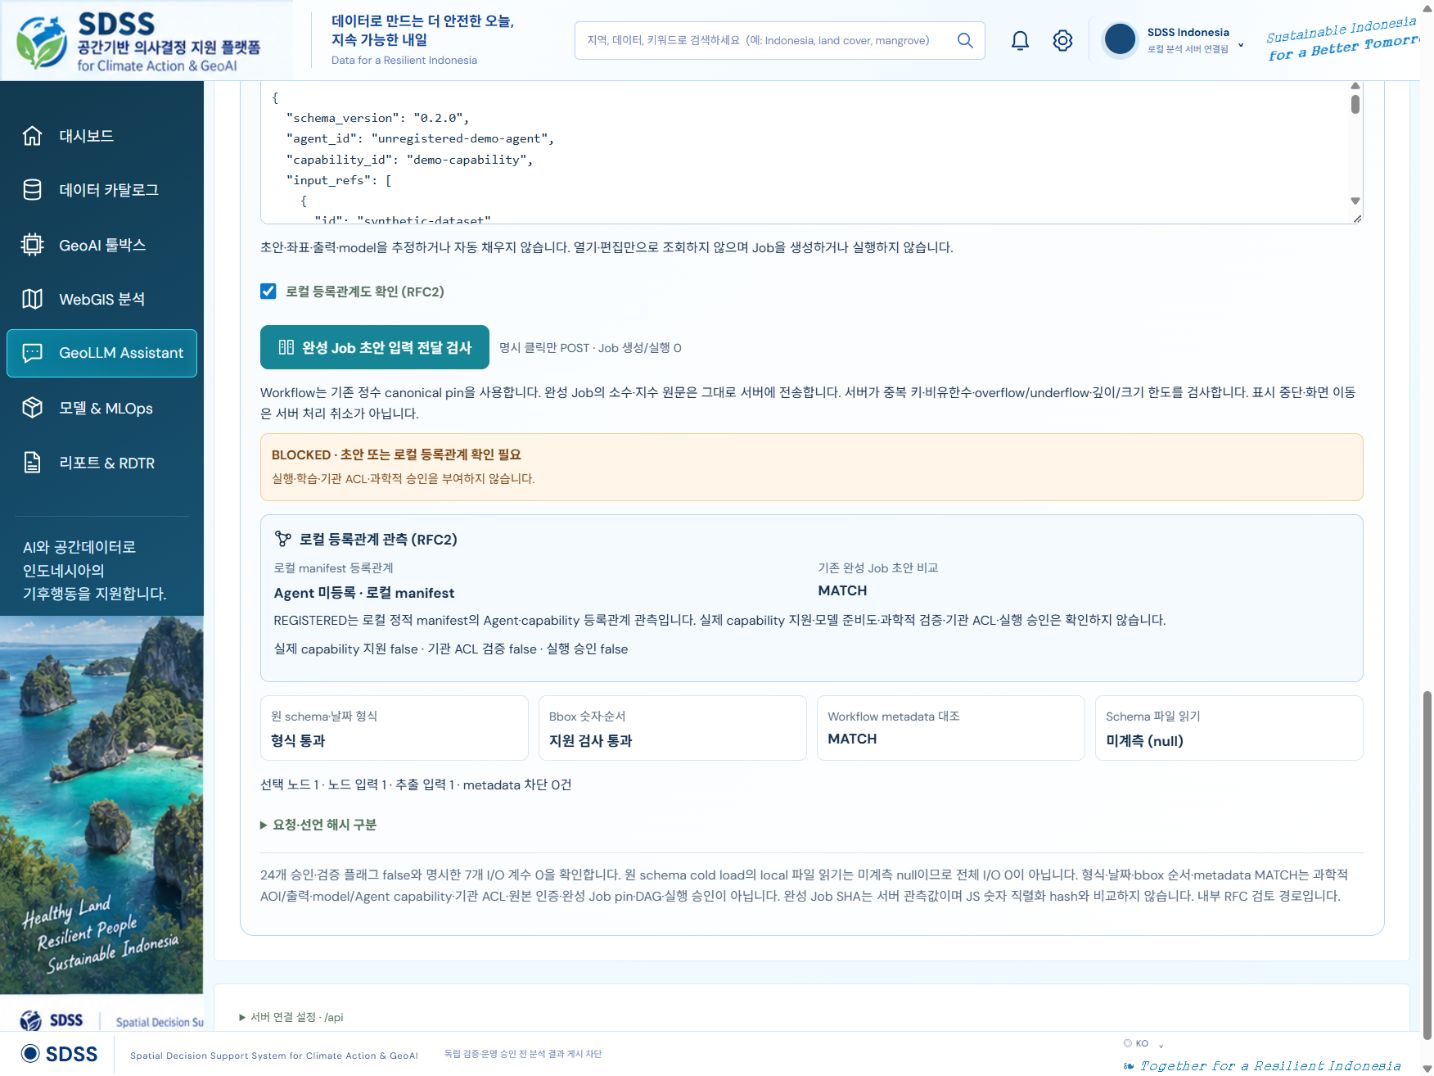 SDSS
공간기반 의사결정 지원 플랫폼
for Climate Action & GeoAI
데이터로 만드는 더 안전한 오늘,
지속 가능한 내일
Data for a Resilient Indonesia
지역, 데이터, 키워드로 검색하세요 (예: Indonesia, land cover, mangrove)
SDSS Indonesia
로컬 분석 서버 연결됨
Sustainable Indonesia
for a Better Tomorro
대시보드
데이터 카탈로그
GeoAI 툴박스
WebGIS 분석
GeoLLM Assistant
모델 & MLOps
리포트 & RDTR
AI와 공간데이터로
인도네시아의
기후행동을 지원합니다.
Healthy Land
Resilient People
Sustainable Indonesia
SDSS
Spatial Decision Su
{
"schema_version": "0.2.0",
"agent_id": "unregistered-demo-agent",
"capability_id": "demo-capability",
"input_refs": [
{
"id": "synthetic-dataset"
초안·좌표·출력·model을 추정하거나 자동 채우지 않습니다. 열기·편집만으로 조회하지 않으며 Job을 생성하거나 실행하지 않습니다.
로컬 등록관계도 확인 (RFC2)
완성 Job 초안 입력 전달 검사
명시 클릭만 POST · Job 생성/실행 0
Workflow는 기존 정수 canonical pin을 사용합니다. 완성 Job의 소수·지수 원문은 그대로 서버에 전송합니다. 서버가 중복 키·비유한수·overflow/underflow·깊이/크기 한도를 검사합니다. 표시 중단·화면 이동
은 서버 처리 취소가 아닙니다.
BLOCKED · 초안 또는 로컬 등록관계 확인 필요
실행·학습·기관 ACL·과학적 승인을 부여하지 않습니다.
로컬 등록관계 관측 (RFC2)
로컬 manifest 등록관계
Agent 미등록 · 로컬 manifest
기존 완성 Job 초안 비교
MATCH
REGISTERED는 로컬 정적 manifest의 Agent·capability 등록관계 관측입니다. 실제 capability 지원·모델 준비도·과학적 검증·기관 ACL·실행 승인은 확인하지 않습니다.
실제 capability 지원 false · 기관 ACL 검증 false · 실행 승인 false
원 schema·날짜 형식
형식 통과
Bbox 숫자·순서
지원 검사 통과
Workflow metadata 대조
MATCH
Schema 파일 읽기
미계측 (null)
선택 노드 1 · 노드 입력 1 · 추출 입력 1 · metadata 차단 0건
요청·선언 해시 구분
24개 승인·검증 플래그 false와 명시한 7개 I/O 계수 0을 확인합니다. 원 schema cold load의 local 파일 읽기는 미계측 null이므로 전체 I/O 0이 아닙니다. 형식·날짜·bbox 순서·metadata MATCH는 과학적
AOI/출력·model/Agent capability·기관 ACL·원본 인증·완성 Job pin·DAG·실행 승인이 아닙니다. 완성 Job SHA는 서버 관측값이며 JS 숫자 직렬화 hash와 비교하지 않습니다. 내부 RFC 검토 경로입니다.
서버 연결 설정 · /api
SDSS
Spatial Decision Support System for Climate Action & GeoAI
독립 검증·운영 승인 전 분석 결과 게시 차단
KO
Together for a Resilient Indonesia